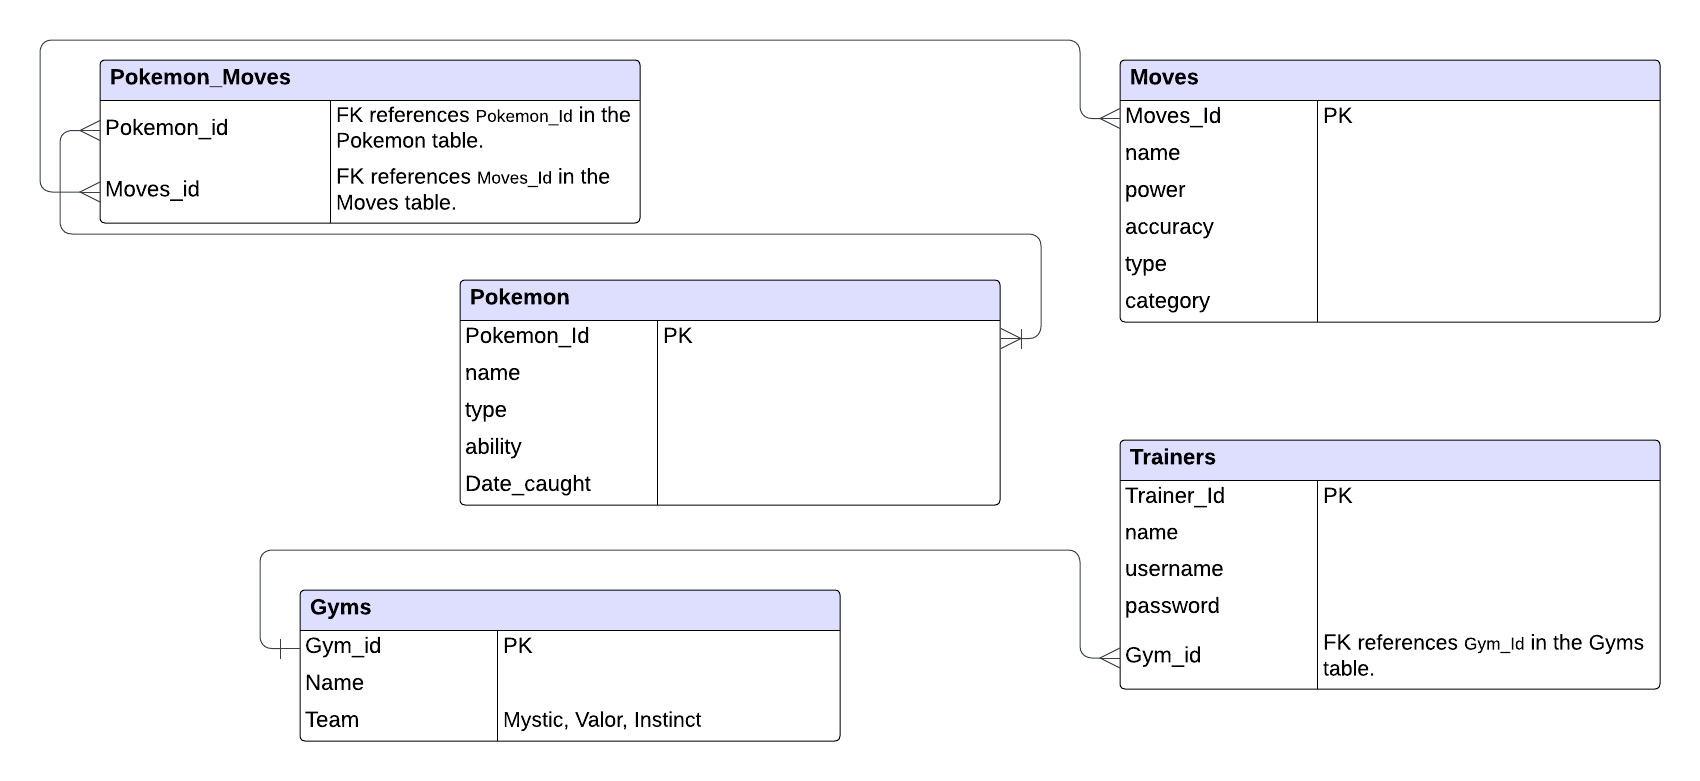 Pokemon_Moves
Pokemon_id
FK references Pokemon_Id in the
Pokemon table.
Moves_id
FK references Moves_Id in the
Moves table.
Moves
Moves_Id PK
name
power
accuracy
type
category
Pokemon
Pokemon_Id PK
name
type
ability
Date_caught
Trainers
Trainer_Id PK
name
username
password
Gym_id
FK references Gym_Id in the Gyms
table.
Gyms
Gym_id PK
Name
Team Mystic, Valor, Instinct